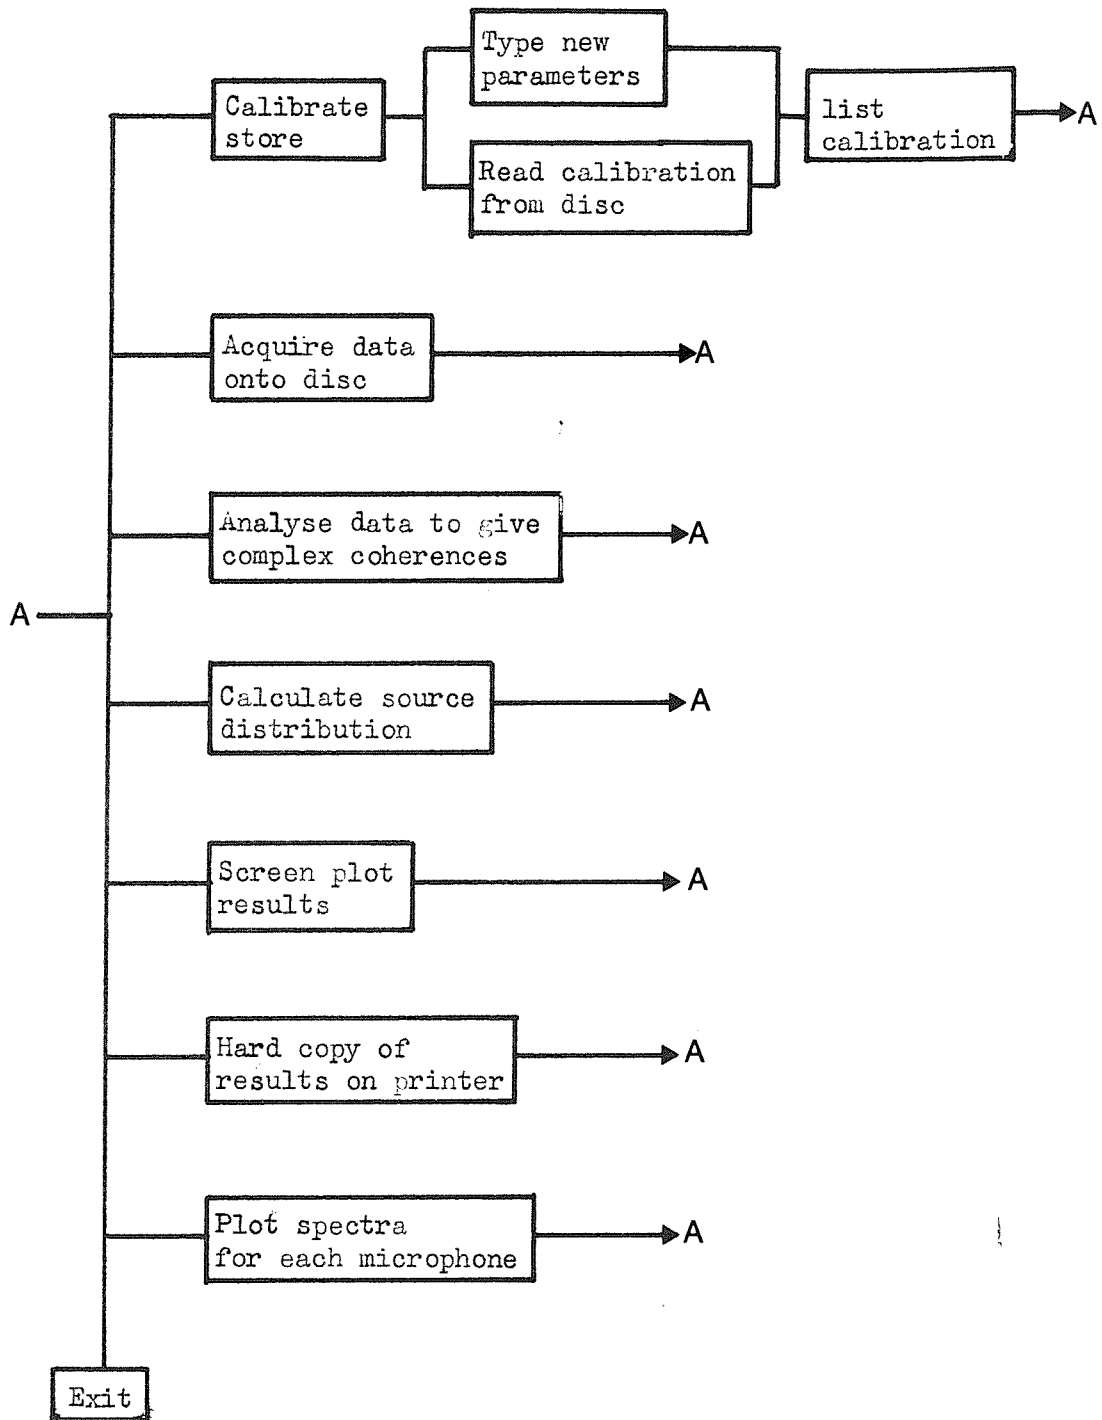 Type new
parameters
Calibrate
store
list
calibration
A
Read calibration
from disc
Acquire data
onto disc
A
Analyse data to give
complex coherences
A
A
Calculate source
distribution
A
Screen plot
results
A
Hard copy of
results on printer
A
Plot spectra
for each microphone
A
Exit